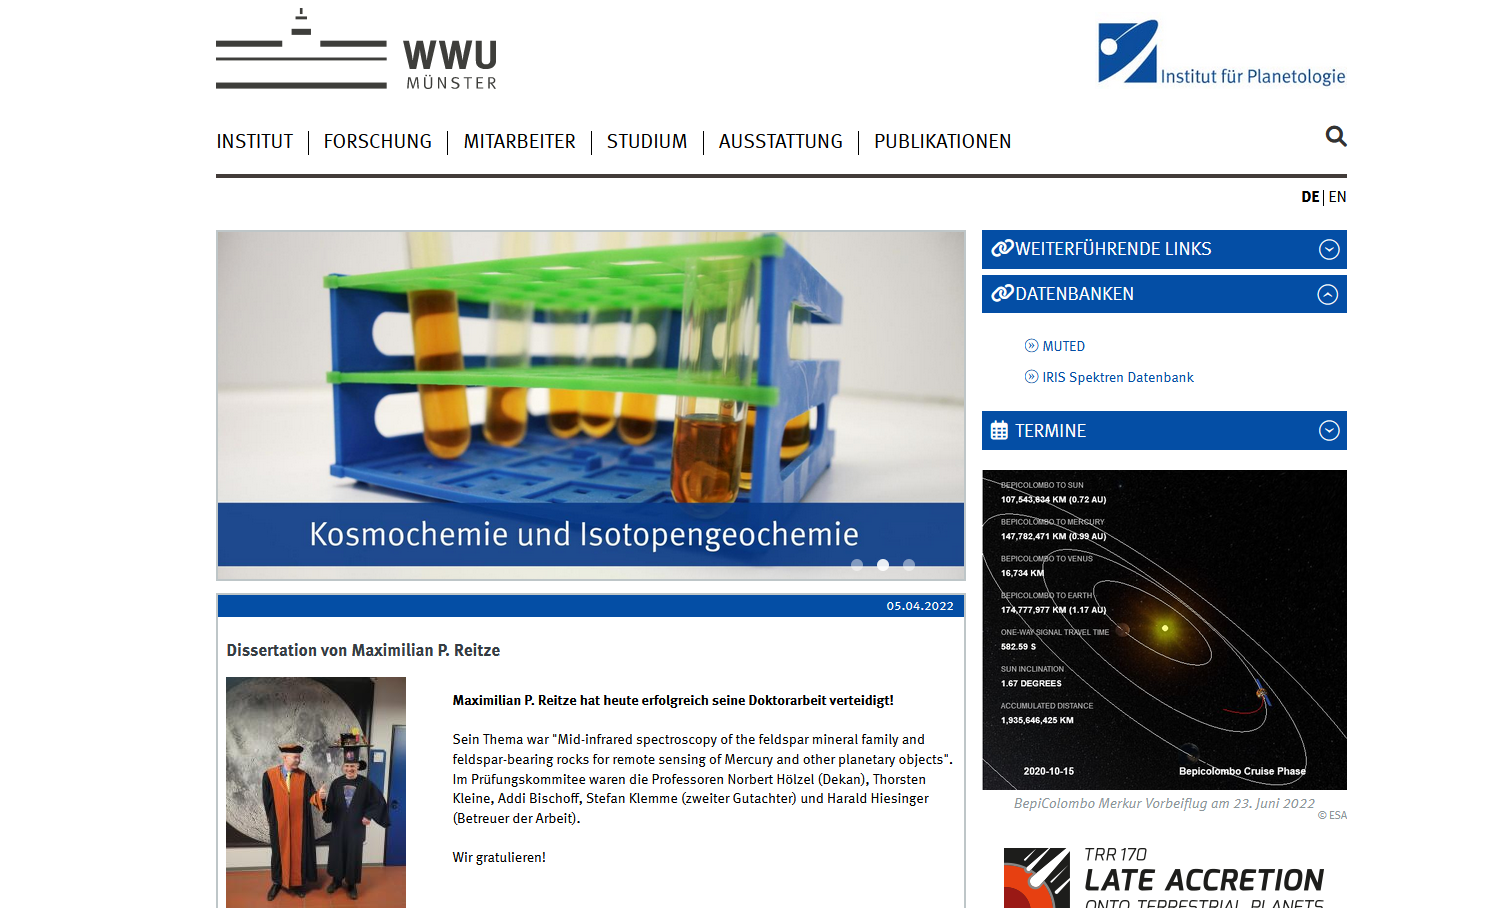 WWU
MÜNSTER
Institut für Planetologie
INSTITUT
FORSCHUNG
MITARBEITER
STUDIUM
AUSSTATTUNG
PUBLIKATIONEN
DE | EN
Kosmochemie und Isotopengeochemie
05.04.2022
Dissertation von Maximilian P. Reitze
Maximilian P. Reitze hat heute erfolgreich seine Doktorarbeit verteidigt!
Sein Thema war "Mid-infrared spectroscopy of the feldspar mineral family and
feldspar-bearing rocks for remote sensing of Mercury and other planetary objects".
Im Prüfungskommitee waren die Professoren Norbert Hölzel (Dekan), Thorsten
Kleine, Addi Bischoff, Stefan Klemme (zweiter Gutachter) und Harald Hiesinger
(Betreuer der Arbeit).
Wir gratulieren!
WEITERFÜHRENDE LINKS
DATENBANKEN
MUTED
IRIS Spektren Datenbank
TERMINE
BEPICOLOMBO TO SUN
107,543,634 KM (0.72 AU)
BEPICOLOMBO TO MERCURY
147,782,471 KM (0.99 AU)
BEPICOLOMBO TO VENUS
16,734 KM
BEPICOLOMBO TO EARTH
174,777,977 KM (1.17 AU)
ONE-WAY SIGNAL TRAVEL TIME
582.59 S
SUN INCLINATION
1.67 DEGREES
ACCUMULATED DISTANCE
1,935,646,425 KM
2020-10-15
Bepicolombo Cruise Phase
BepiColombo Merkur Vorbeiflug am 23. Juni 2022
© ESA
TRR 170
LATE ACCRETION
ONTO TERRESTRIAL PLANETS